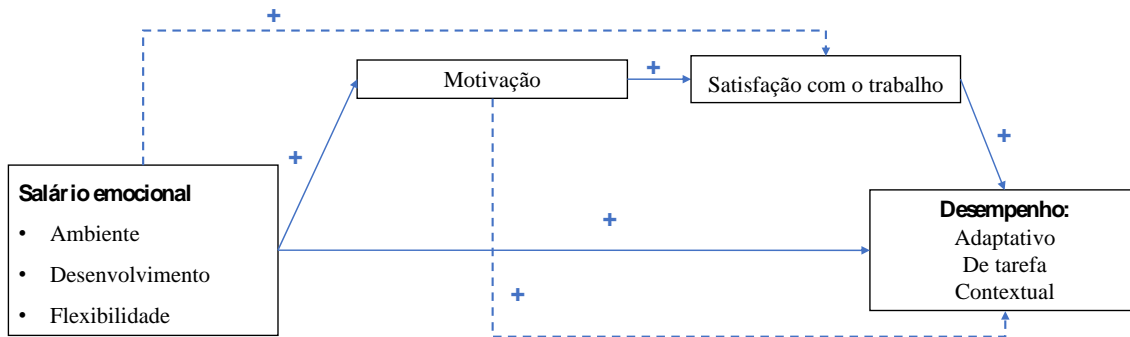 +
Motivação
+
Satisfação com o trabalho
+
+
Salário emocional
• Ambiente
• Desenvolvimento
• Flexibilidade
+
Desempenho:
Adaptativo
De tarefa
Contextual
+